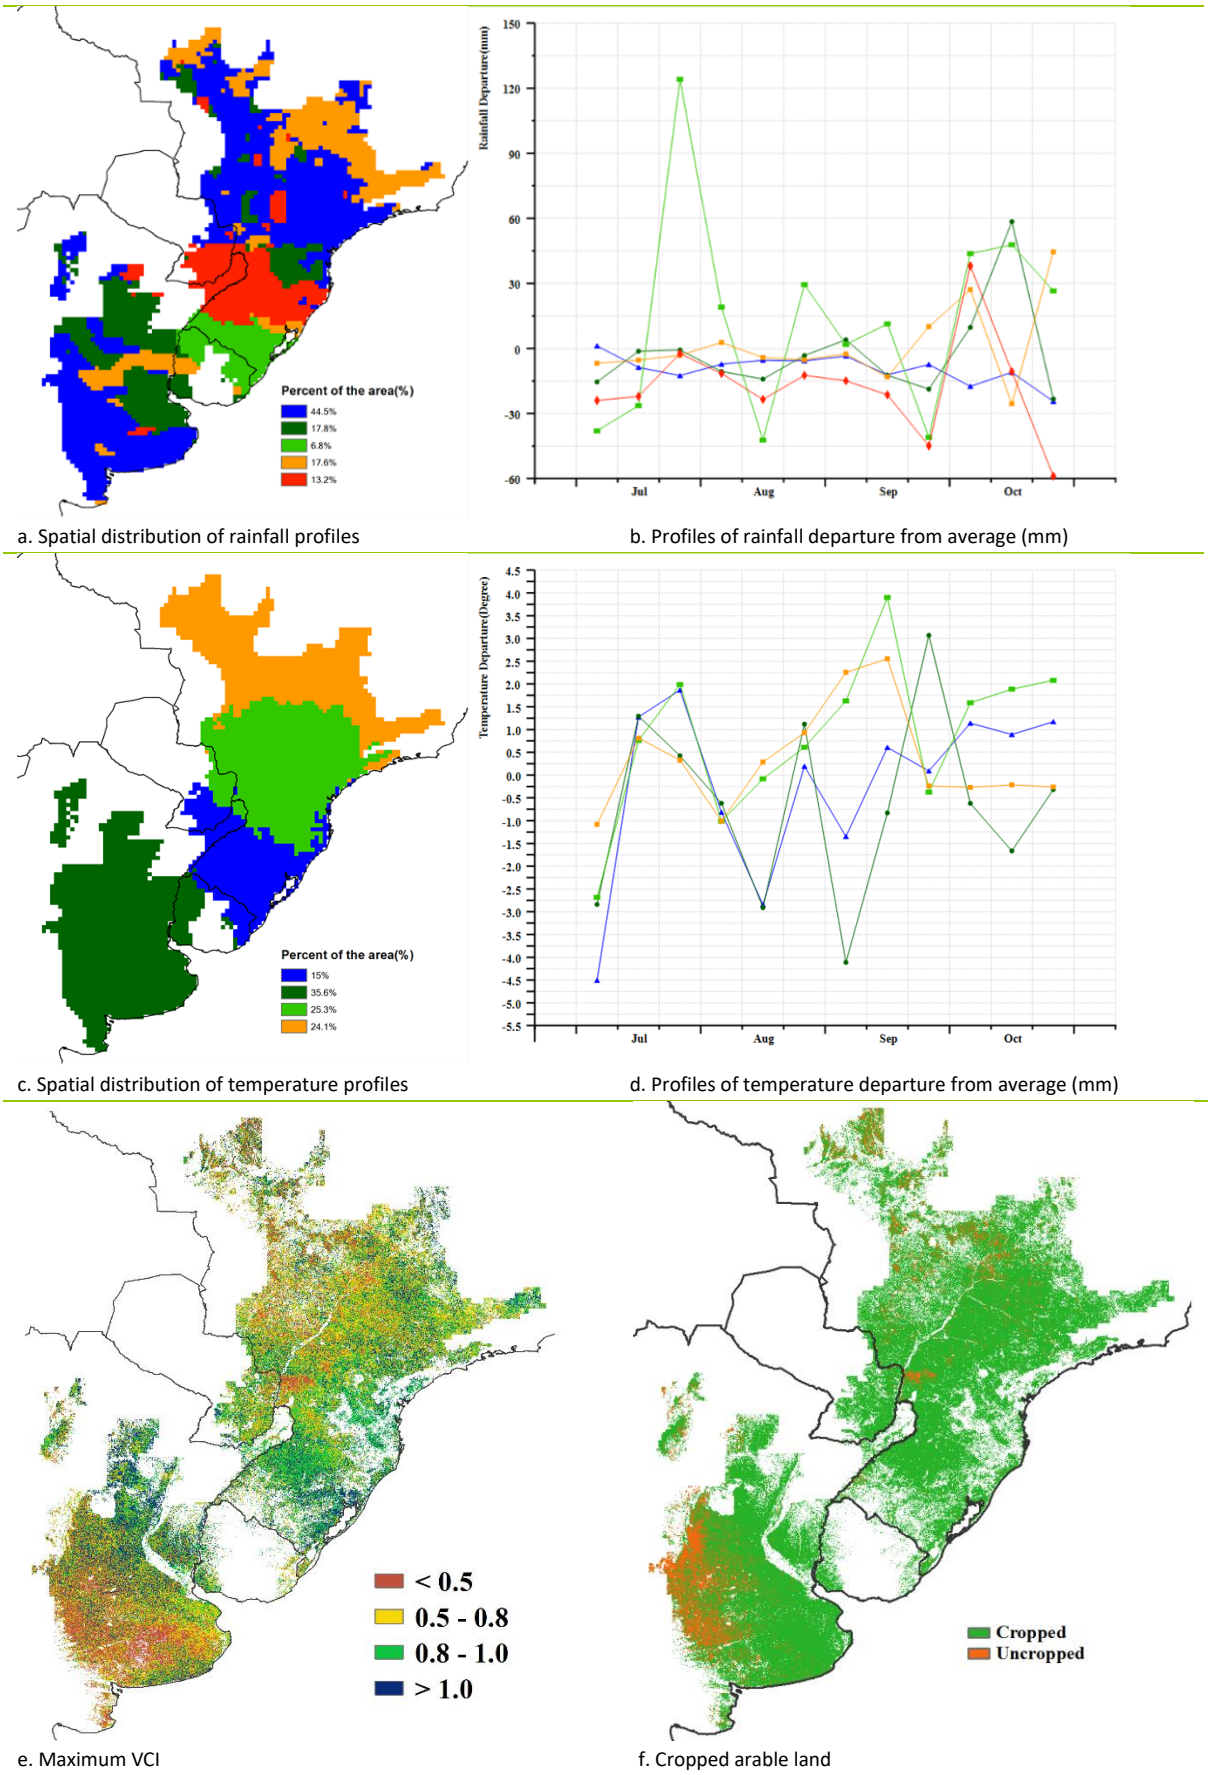 Percent of the area(%)
44.5%
17.8%
6.8%
17.6%
13.2%
Rainfall Departure(mm)
150
120
90
60
30
0
-30
-60
Jul
Aug
Sep
Oct
a. Spatial distribution of rainfall profiles
b. Profiles of rainfall departure from average (mm)
Percent of the area(%)
15%
35.6%
25.3%
24.1%
Temperature Departure(Degree)
4.5
4.0
3.5
3.0
2.5
2.0
1.5
1.0
0.5
0.0
-0.5
-1.0
-1.5
-2.0
-2.5
-3.0
-3.5
-4.0
-4.5
-5.0
-5.5
Jul
Aug
Sep
Oct
c. Spatial distribution of temperature profiles
d. Profiles of temperature departure from average (mm)
< 0.5
0.5 - 0.8
0.8 - 1.0
> 1.0
Cropped
Uncropped
e. Maximum VCI
f. Cropped arable land